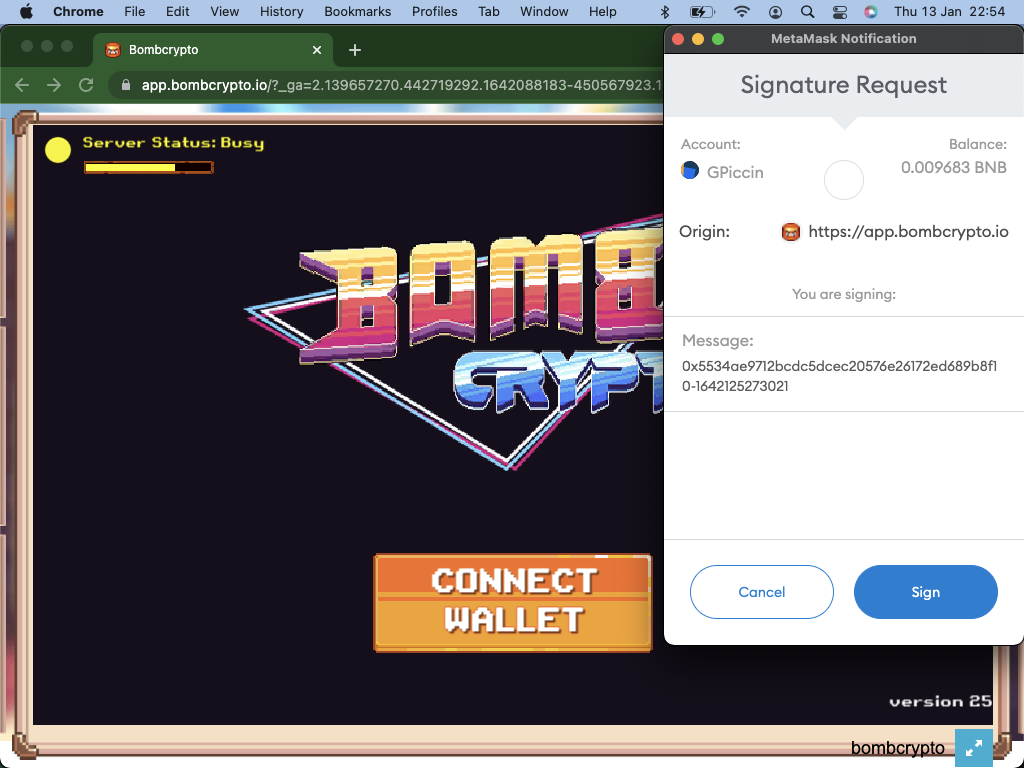 Chrome File Edit View History Bookmarks Profiles Tab Window Help Thu 13 Jan 22:54
Bombcrypto
app.bombcrypto.io/?_ga=2.139657270.442719292.1642088183-450567923.1
Server Status: Busy
BOMB
CRYPT
CONNECT
WALLET
version 25
bombcrypto
MetaMask Notification
Signature Request
Account:
Balance:
GPiccin
0.009683 BNB
Origin:
https://app.bombcrypto.io
You are signing:
Message:
0x5534ae9712bcdc5dcec20576e26172ed689b8f1
0-1642125273021
Cancel
Sign